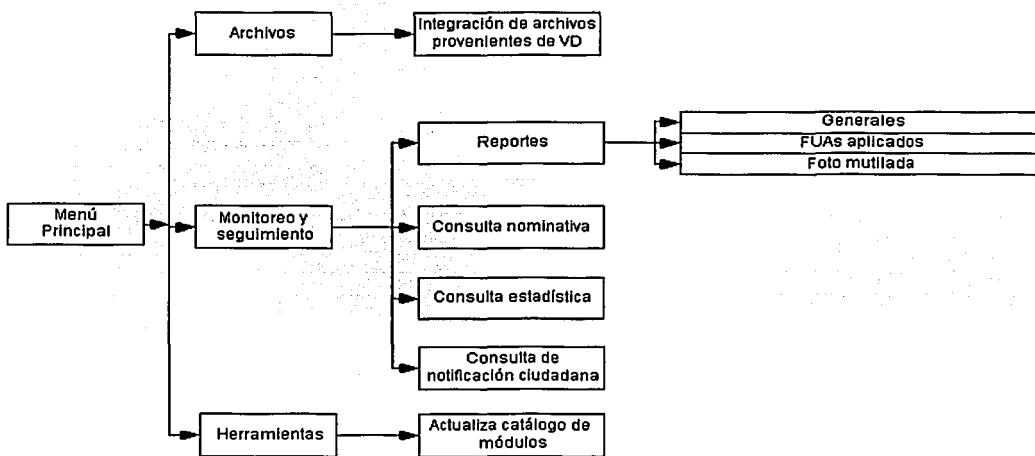 Archivos
Integración de archivos
provenientes de VD
Reportes
Generales
FUAs aplicados
Foto mutilada
Menú
Principal
Monitoreo y
seguimiento
Consulta nominativa
Consulta estadística
Consulta de
notificación ciudadana
Herramientas
Actualiza catálogo de
módulos